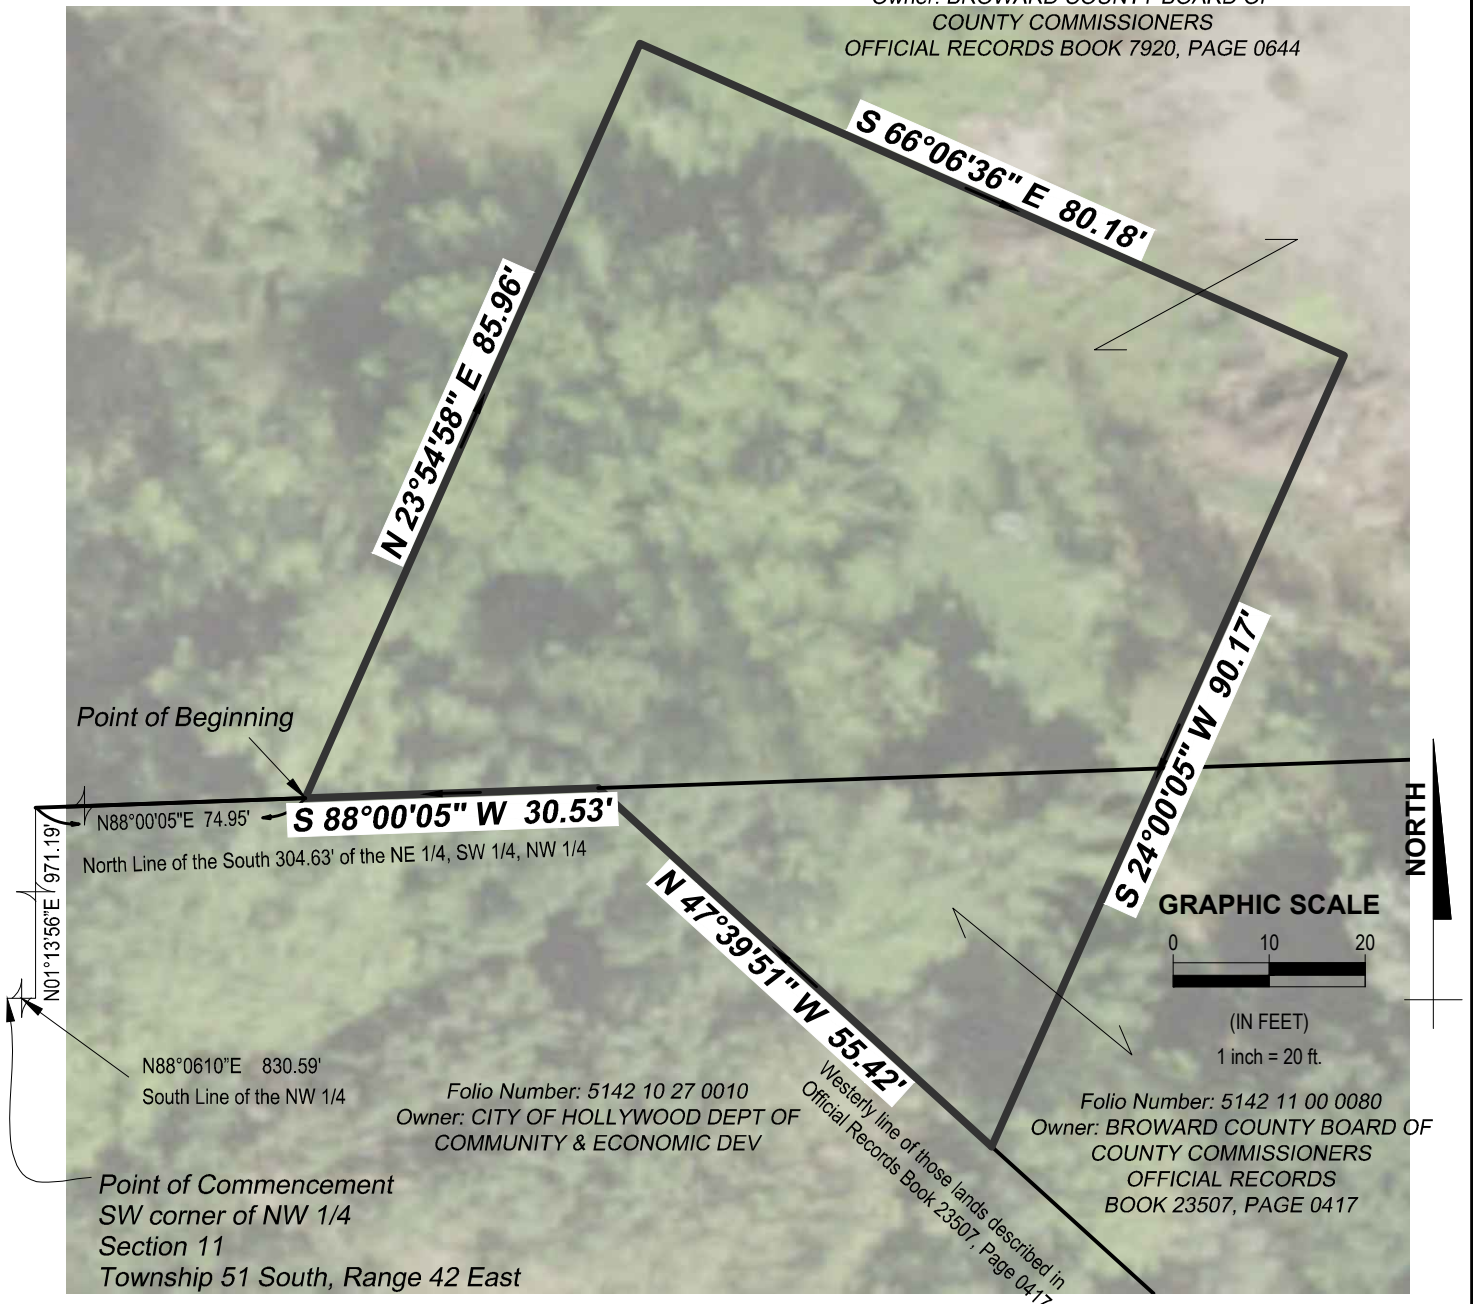 Owner: BROWARD COUNTY BOARD OF
COUNTY COMMISSIONERS
OFFICIAL RECORDS BOOK 7920, PAGE 0644
S 66°06'36" E 80.18'
N 23°54'58" E 85.96'
S 24°00'05" W 90.17'
Point of Beginning
N88°00'05"E 74.95'
S 88°00'05" W 30.53'
North Line of the South 304.63' of the NE 1/4, SW 1/4, NW 1/4
N01°13'56"E 971.19'
N 47°39'51" W 55.42'
Westerly line of those lands described in
Official Records Book 23507, Page 0417
NORTH
GRAPHIC SCALE
0 10 20
(IN FEET)
1 inch = 20 ft.
N88°0610"E 830.59'
South Line of the NW 1/4
Folio Number: 5142 10 27 0010
Owner: CITY OF HOLLYWOOD DEPT OF
COMMUNITY & ECONOMIC DEV
Folio Number: 5142 11 00 0080
Owner: BROWARD COUNTY BOARD OF
COUNTY COMMISSIONERS
OFFICIAL RECORDS
BOOK 23507, PAGE 0417
Point of Commencement
SW corner of NW 1/4
Section 11
Township 51 South, Range 42 East